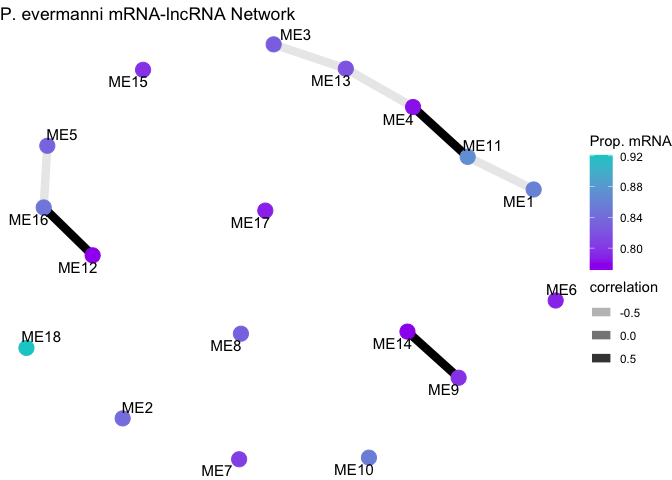 P. evermanni mRNA-lncRNA Network
ME3
ME15
ME13
ME4
ME5
ME11
ME1
ME16
ME17
ME12
ME6
ME18
ME8
ME14
ME9
ME2
ME7
ME10
Prop. mRNA
0.92
0.88
0.84
0.80
correlation
-0.5
0.0
0.5